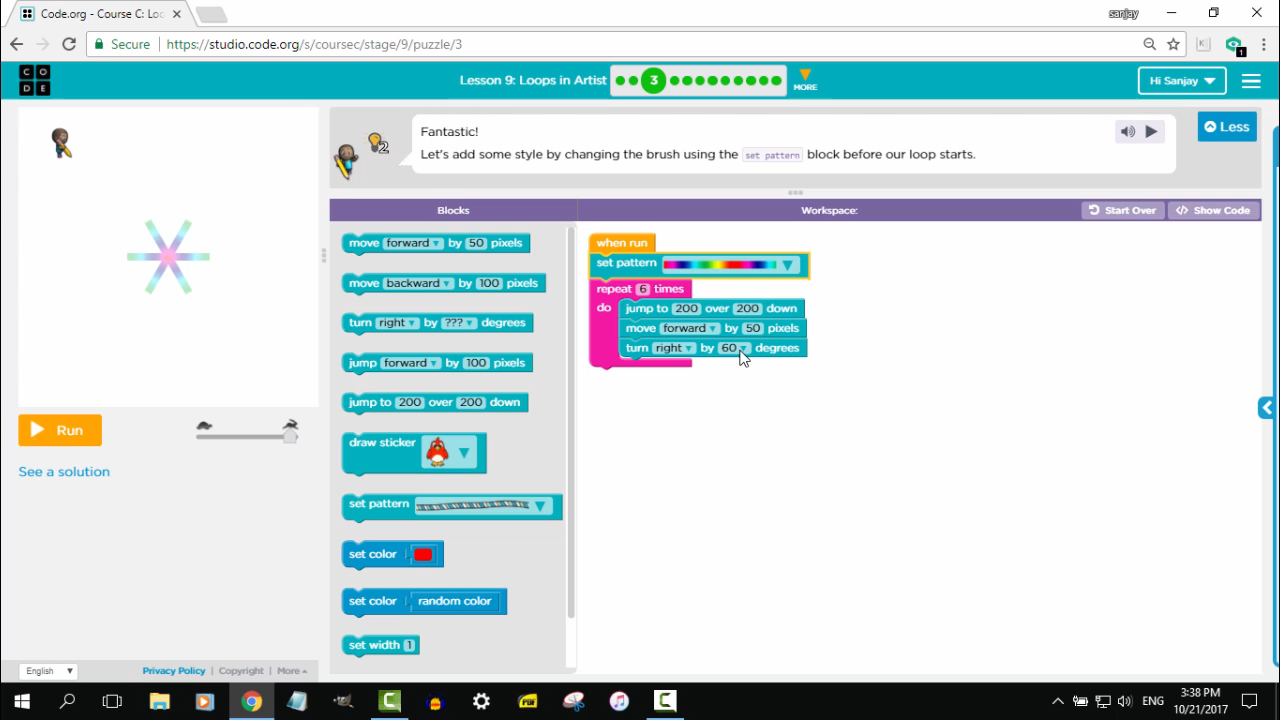 Code.org - Course C: Loo
sanjay
Secure https://studio.code.org/s/coursec/stage/9/puzzle/3
1
C O D E
Lesson 9: Loops in Artist
3
MORE
Hi Sanjay
2
Fantastic!
Let's add some style by changing the brush using the set pattern block before our loop starts.
Less
Blocks
Workspace:
Start Over
</> Show Code
move forward by 50 pixels
move backward by 100 pixels
turn right by ??? degrees
jump forward by 100 pixels
jump to 200 over 200 down
draw sticker
set pattern
set color
set color random color
set width 1
when run
set pattern
repeat 6 times
do jump to 200 over 200 down
move forward by 50 pixels
turn right by 60 degrees
Run
See a solution
English
Privacy Policy | Copyright | More
ENG
3:38 PM
10/21/2017